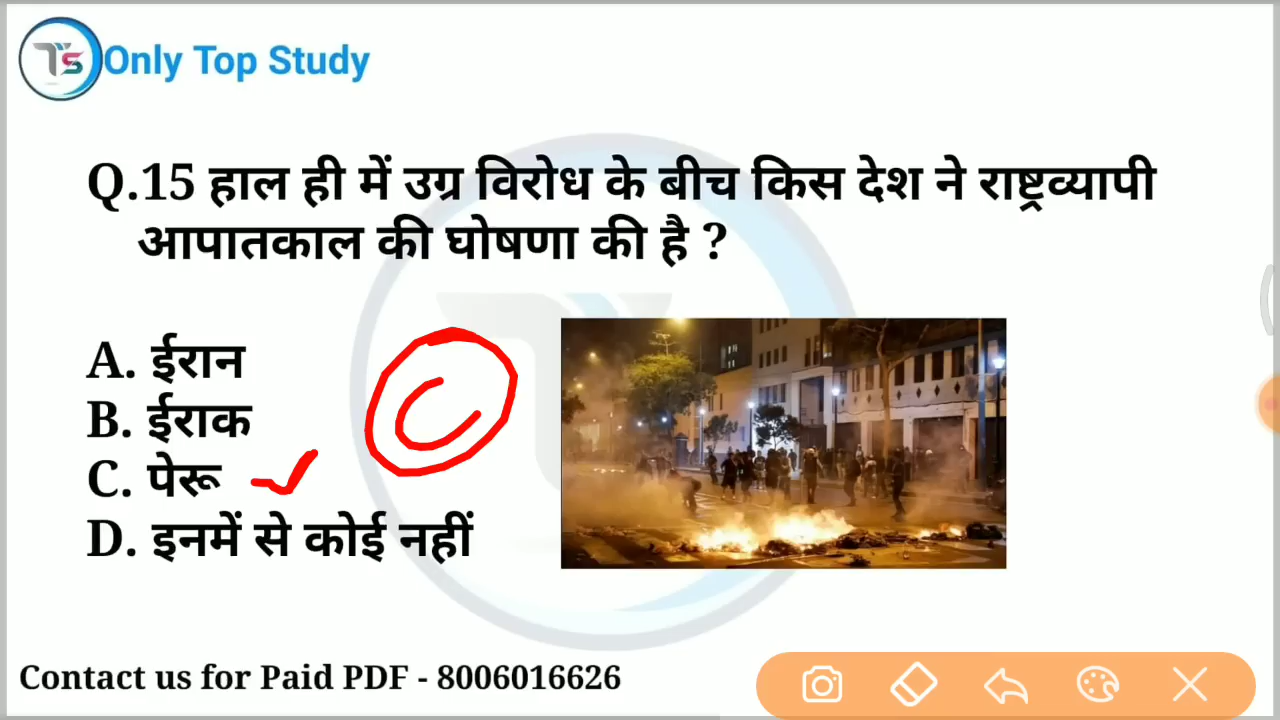 Only Top Study
Q.15 हाल ही में उग्र विरोध के बीच किस देश ने राष्ट्रव्यापी
आपातकाल की घोषणा की है ?
A. ईरान
B. ईराक
C. पेरू
D. इनमें से कोई नहीं
C
Contact us for Paid PDF - 8006016626